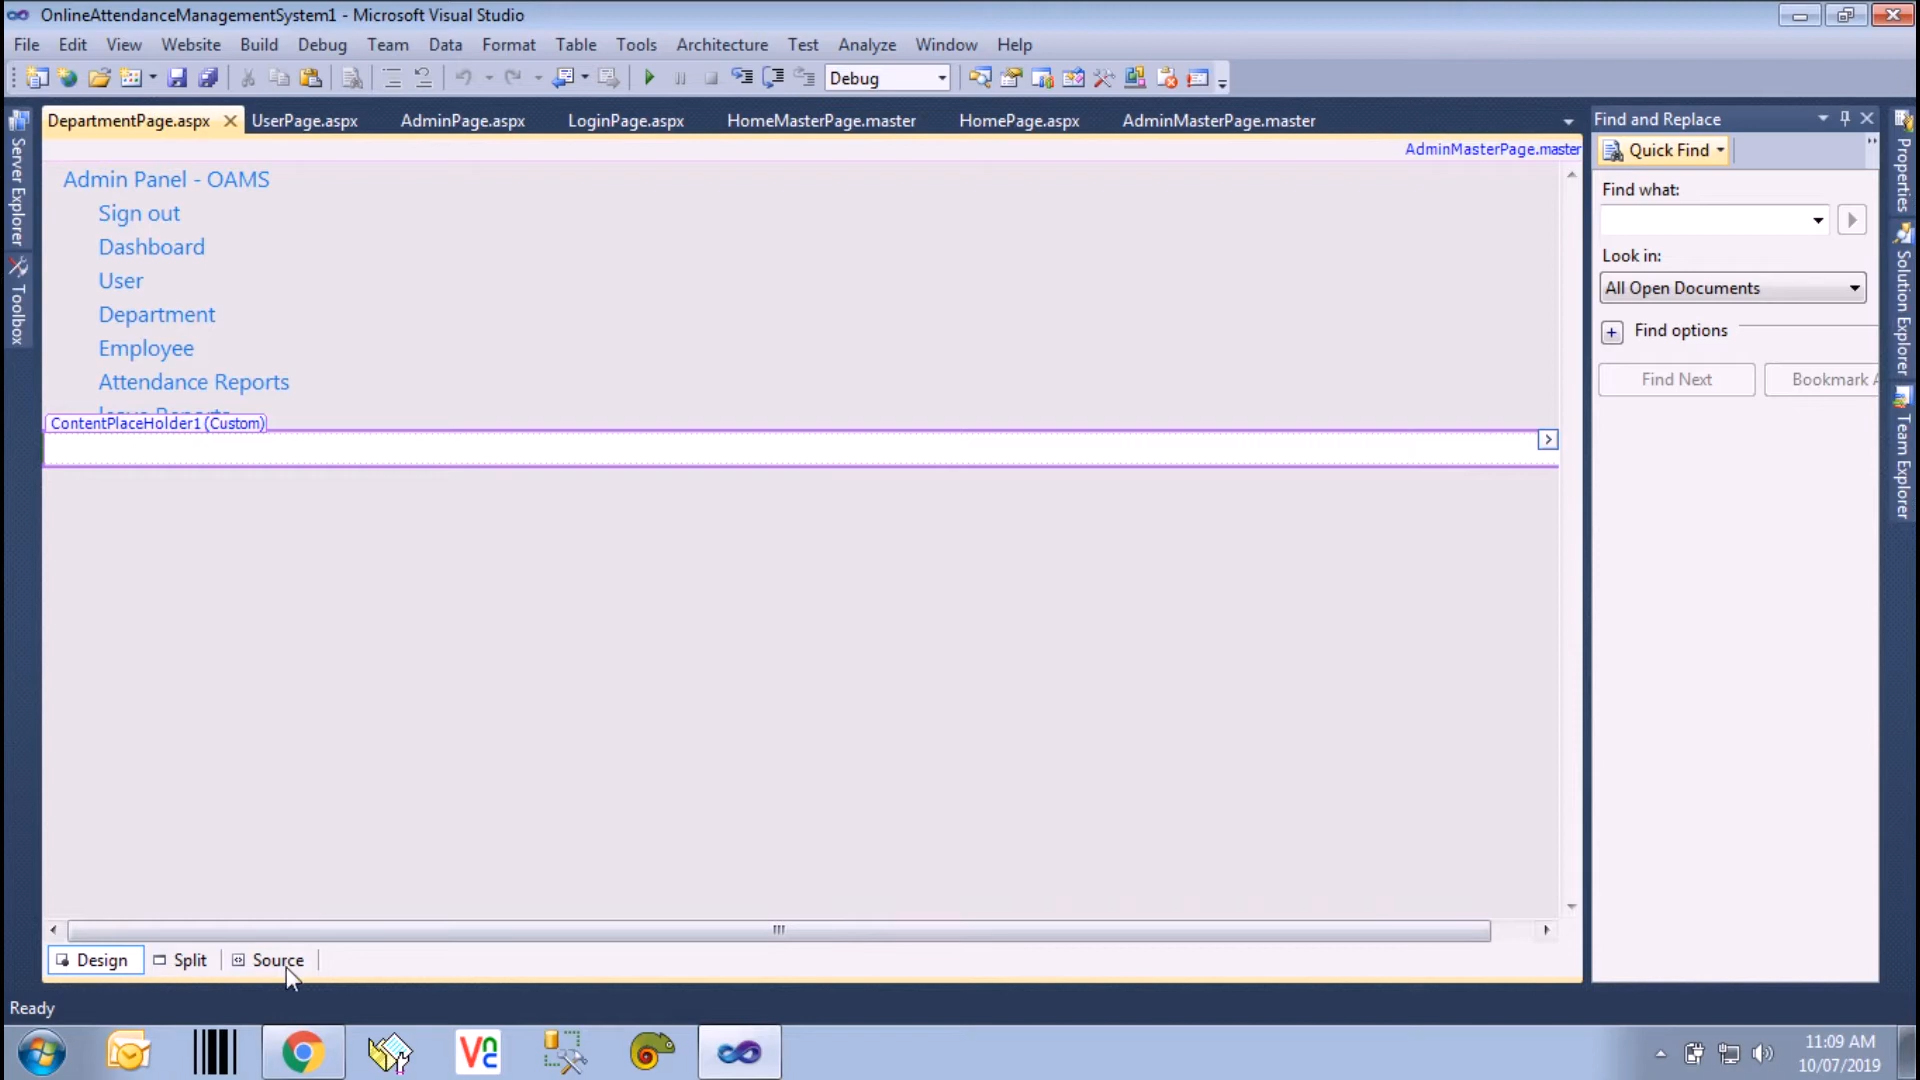 OnlineAttendanceManagementSystem1 - Microsoft Visual Studio
File Edit View Website Build Debug Team Data Format Table Tools Architecture Test Analyze Window Help
Debug
DepartmentPage.aspx UserPage.aspx AdminPage.aspx LoginPage.aspx HomeMasterPage.master HomePage.aspx AdminMasterPage.master
AdminMasterPage.master
Admin Panel - OAMS
Sign out
Dashboard
User
Department
Employee
Attendance Reports
ContentPlaceHolder1 (Custom)
Design Split Source
Server Explorer
Toolbox
Find and Replace
Quick Find
Find what:
Look in:
All Open Documents
Find options
Find Next Bookmark A
Properties
Solution Explorer
Team Explorer
Ready
11:09 AM
10/07/2019